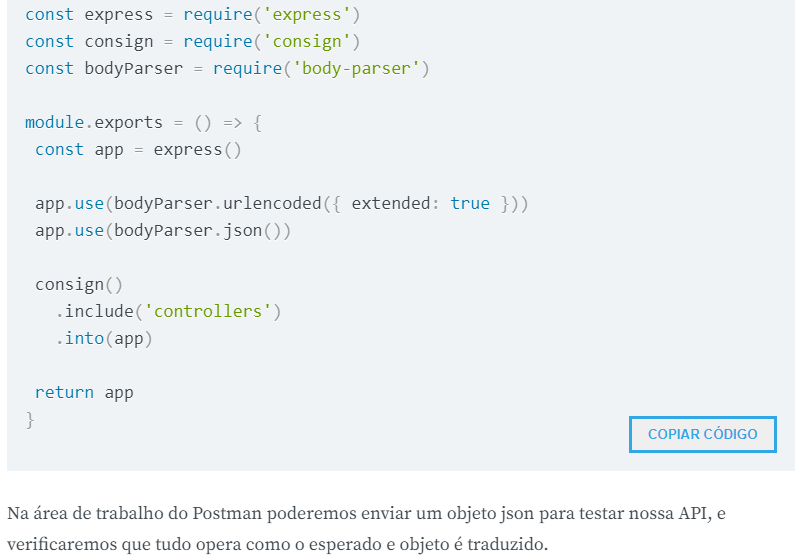 const express = require('express')
const consign = require('consign')
const bodyParser = require('body-parser')
module.exports = () => {
const app = express()
app.use(bodyParser.urlencoded({ extended: true }))
app.use(bodyParser.json())
consign()
.include('controllers')
.into(app)
return app
}
COPIAR CÓDIGO
Na área de trabalho do Postman poderemos enviar um objeto json para testar nossa API, e
verificaremos que tudo opera como o esperado e objeto é traduzido.